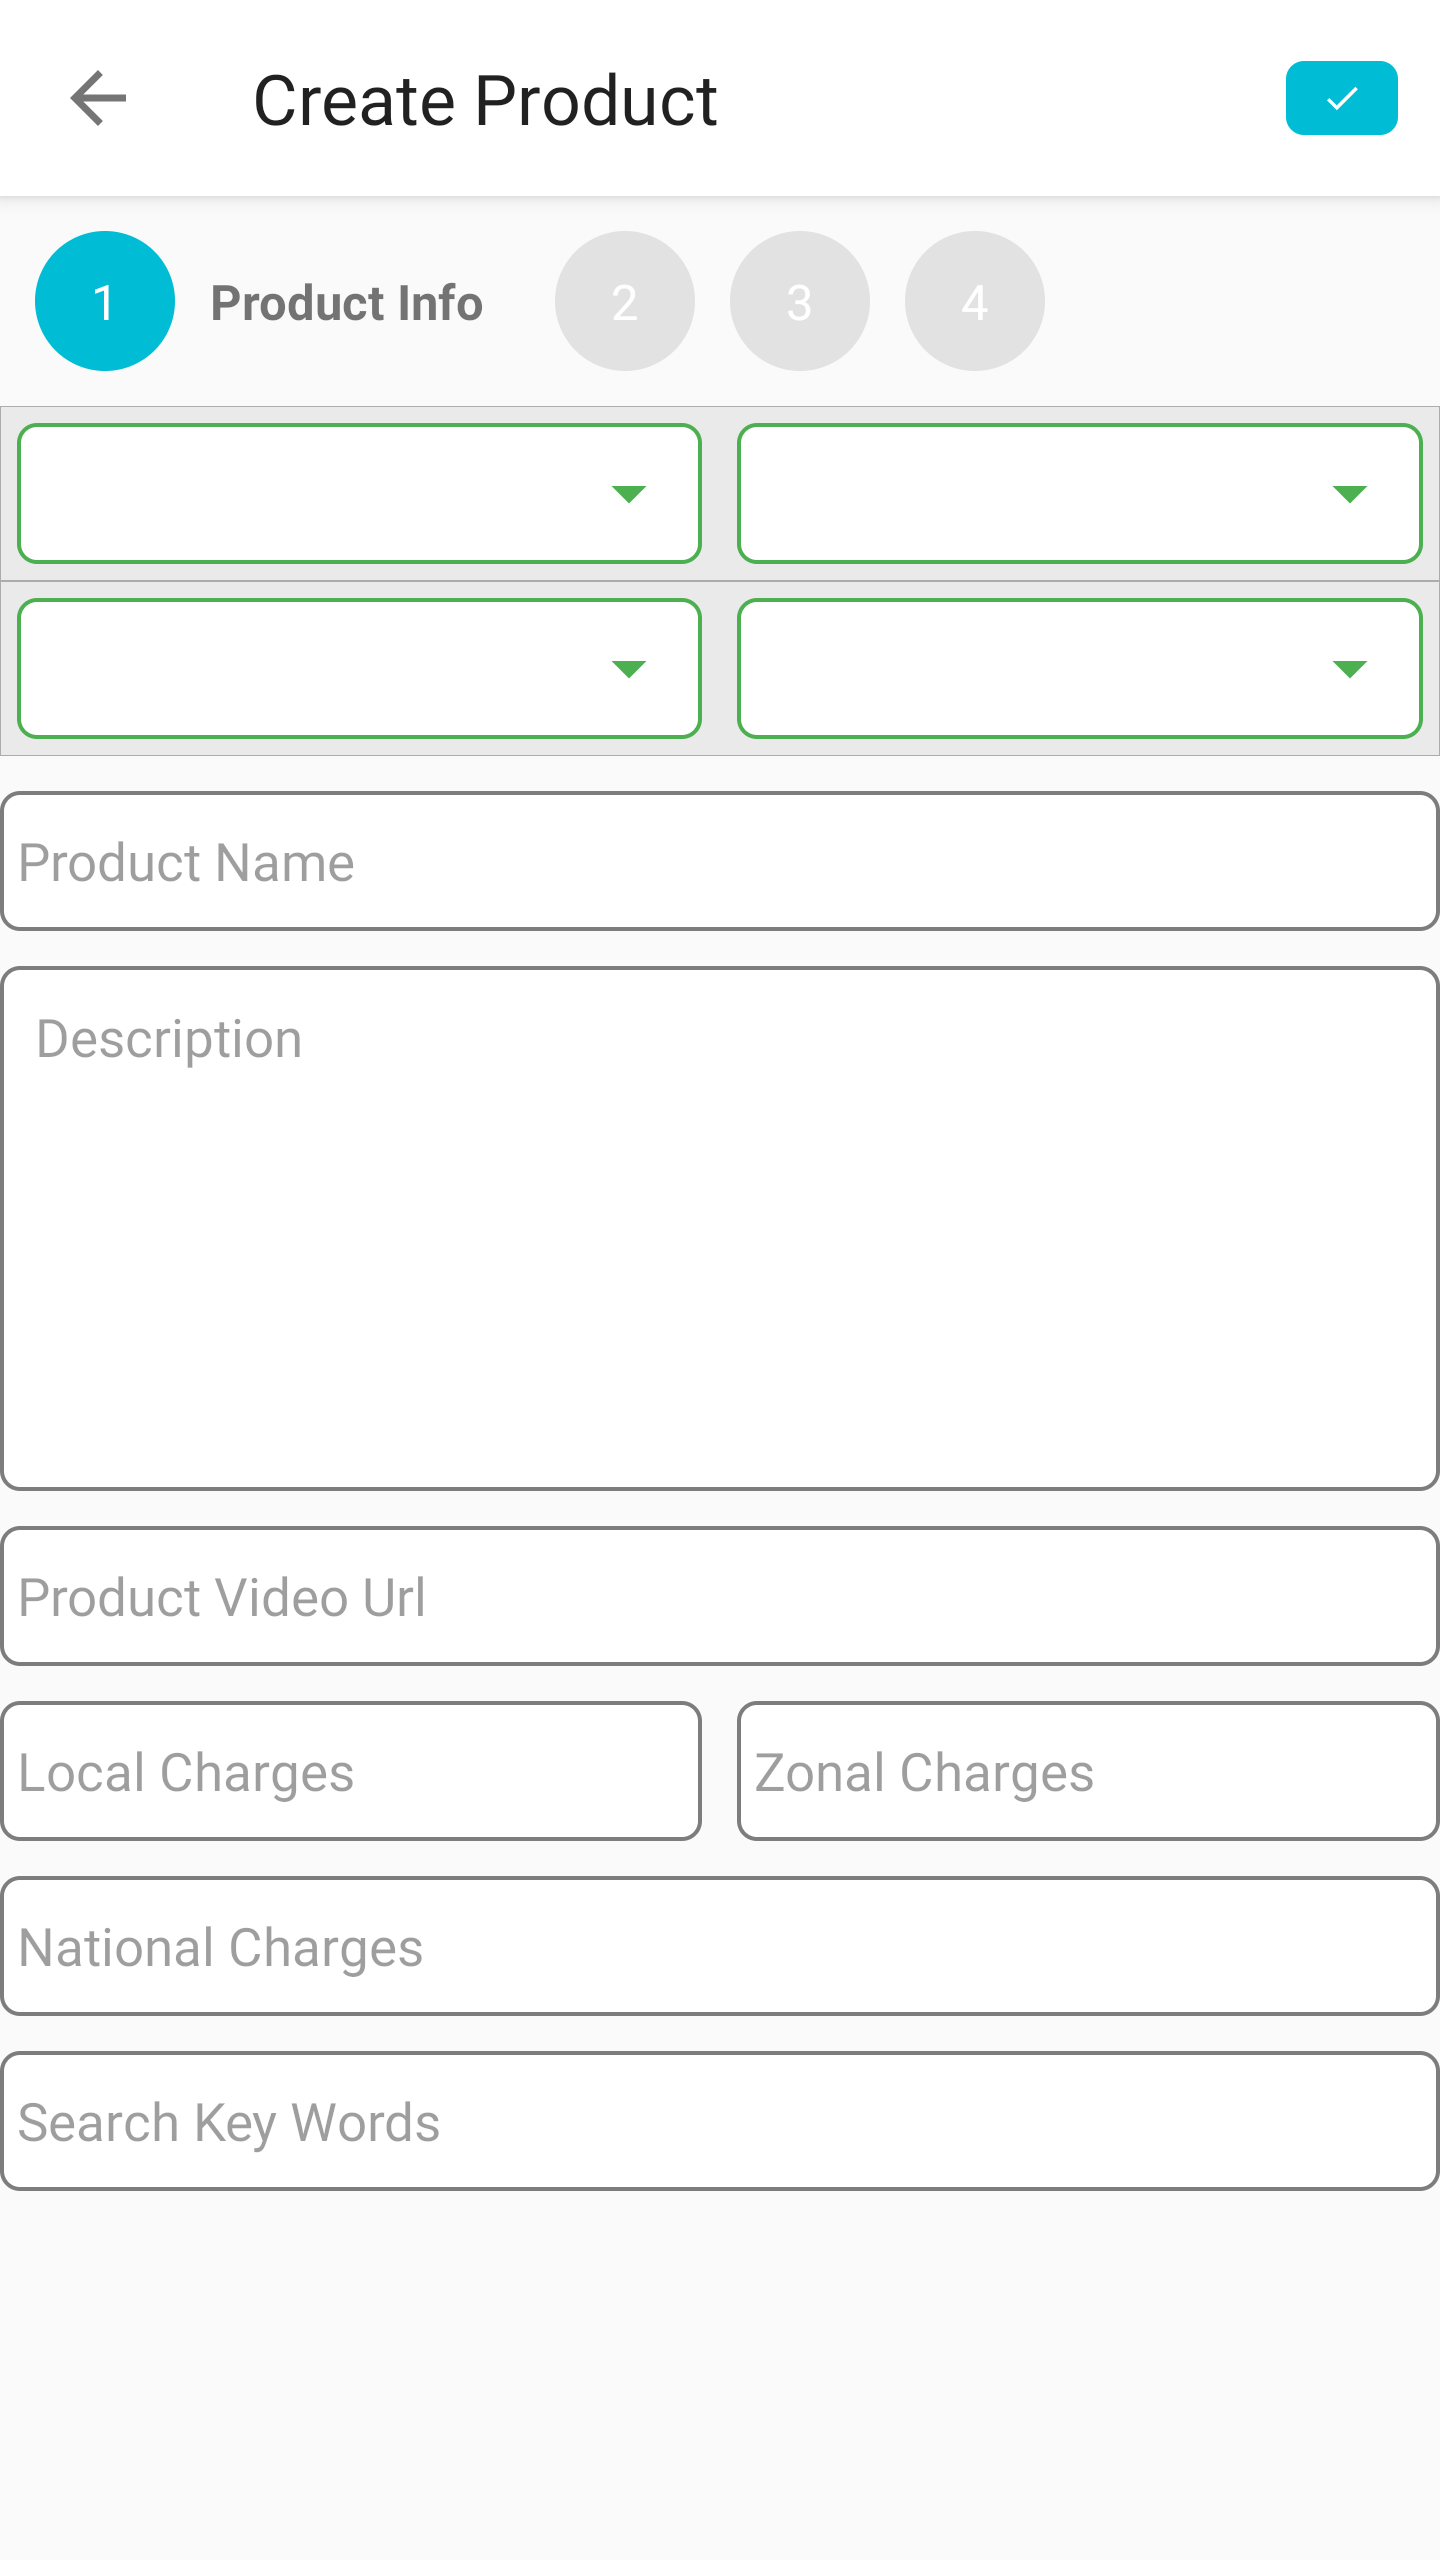 Create Product
1 Product Info 2 3 4
Product Name
Description
Product Video Url
Local Charges Zonal Charges
National Charges
Search Key Words